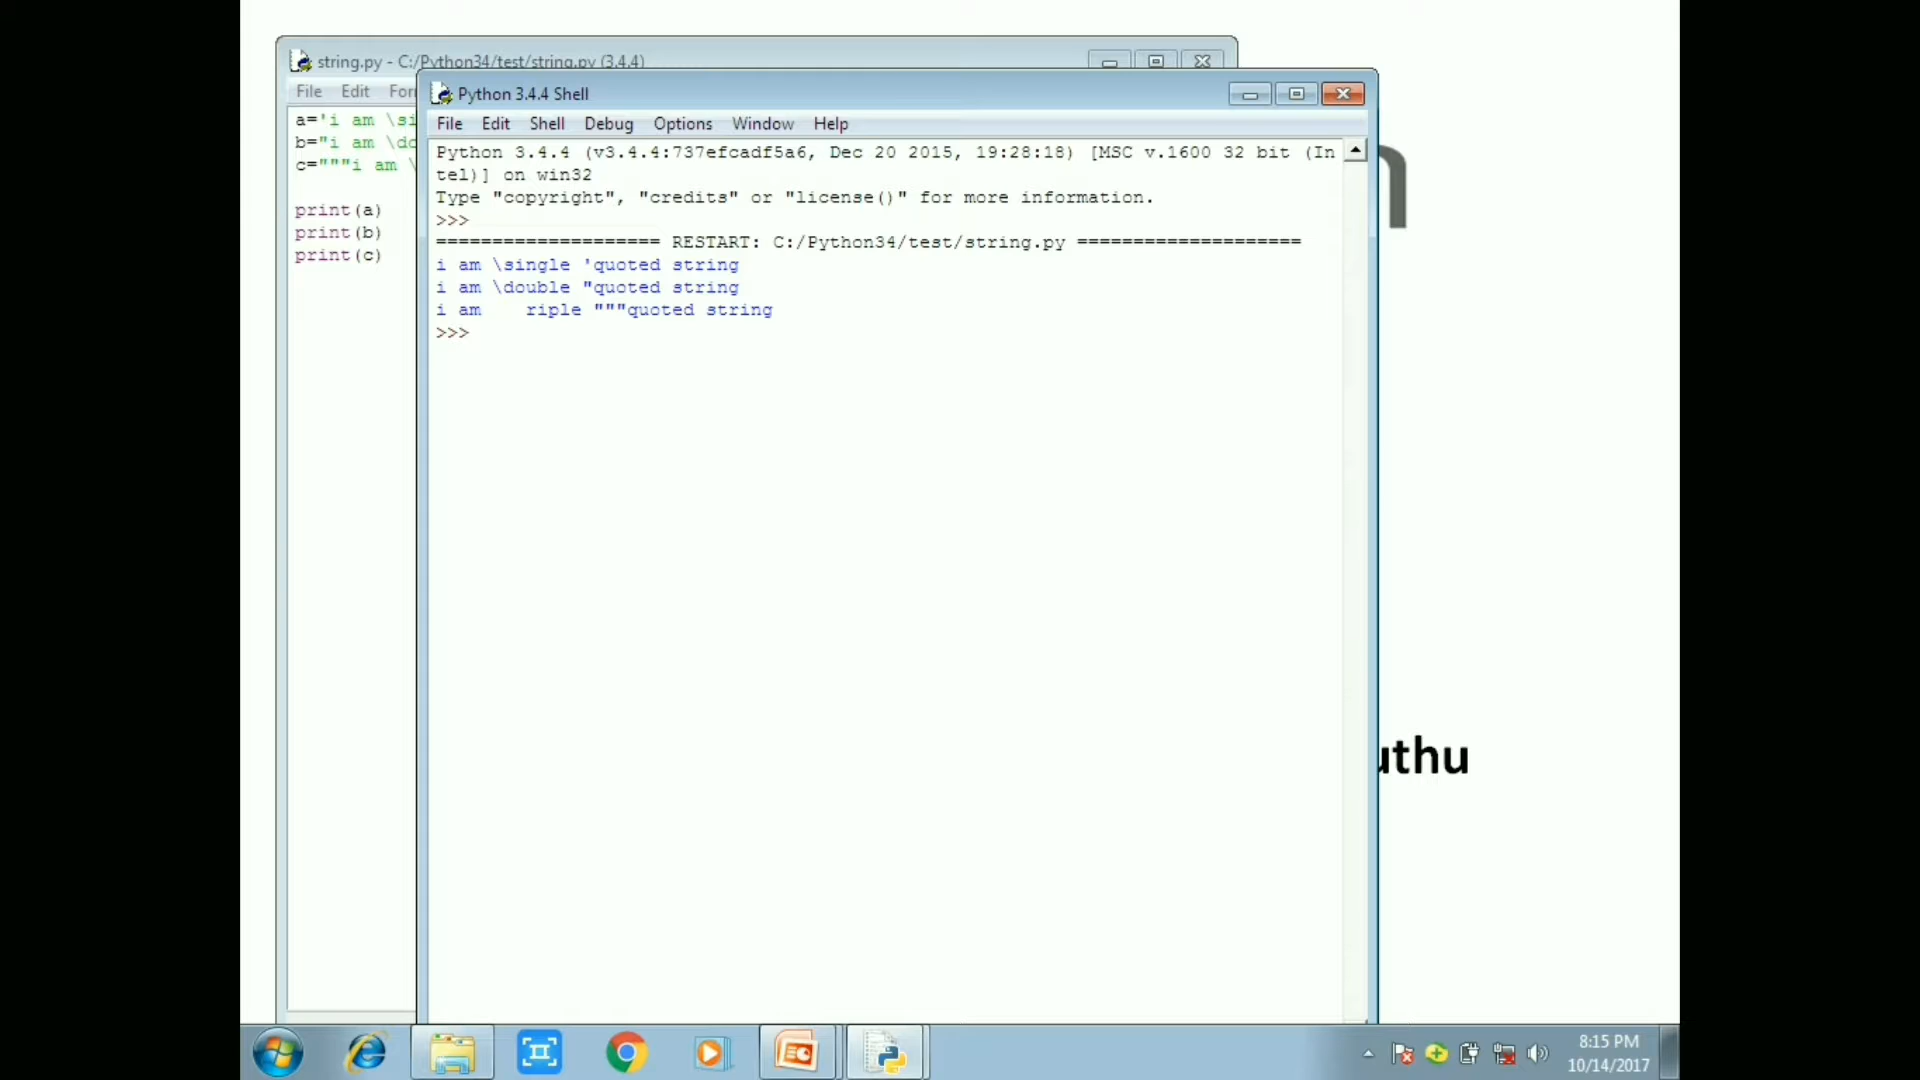 string.py - C:/Python34/test/string.py (3.4.4)
File Edit For
a='i am \si
b="i am \do
c="""i am \
print(a)
print(b)
print(c)
Python 3.4.4 Shell
File Edit Shell Debug Options Window Help
Python 3.4.4 (v3.4.4:737efcadf5a6, Dec 20 2015, 19:28:18) [MSC v.1600 32 bit (In
tel)] on win32
Type "copyright", "credits" or "license()" for more information.
>>>
==================== RESTART: C:/Python34/test/string.py ====================
i am \single 'quoted string
i am \double "quoted string
i am    riple """quoted string
>>>
n
uthu
8:15 PM
10/14/2017